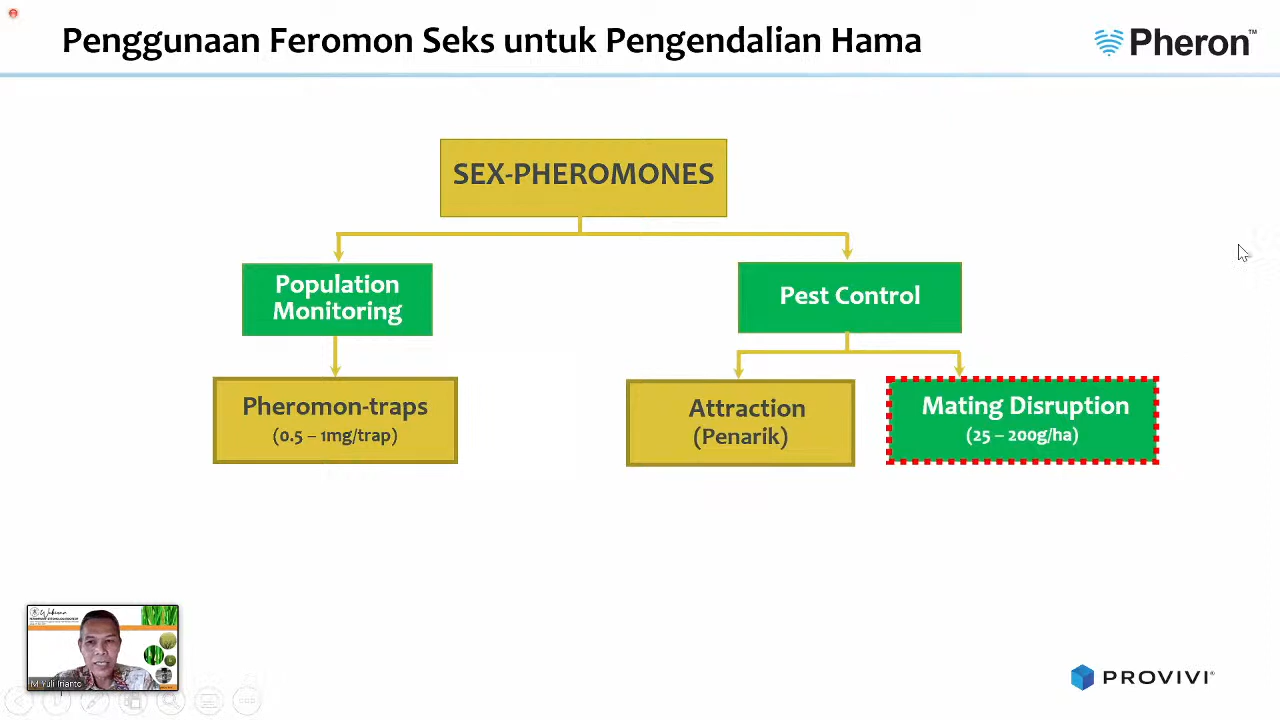 Penggunaan Feromon Seks untuk Pengendalian Hama
Pheron™
SEX-PHEROMONES
Population
Monitoring
Pest Control
Pheromon-traps
(0.5 – 1mg/trap)
Attraction
(Penarik)
Mating Disruption
(25 – 200g/ha)
M Yuli Irianto
PROVIVI®